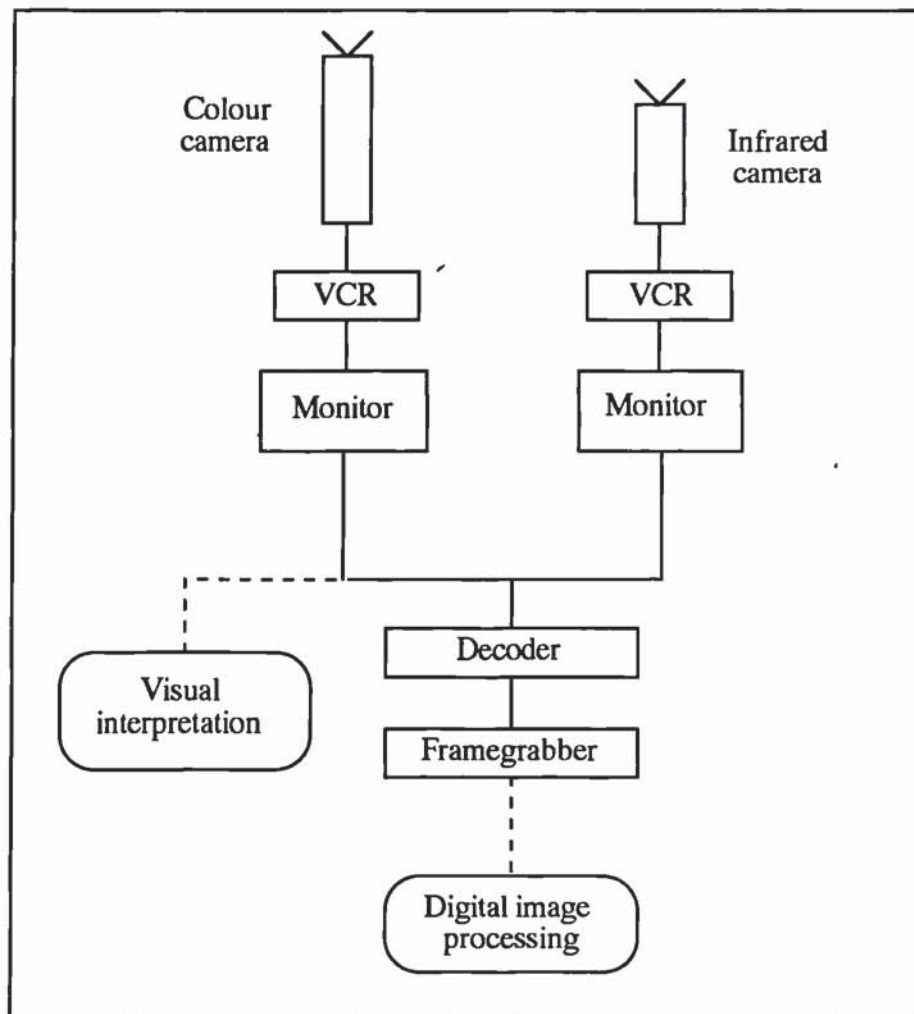 Colour
camera
Infrared
camera
VCR
VCR
Monitor
Monitor
Decoder
Visual
interpretation
Framegrabber
Digital image
processing